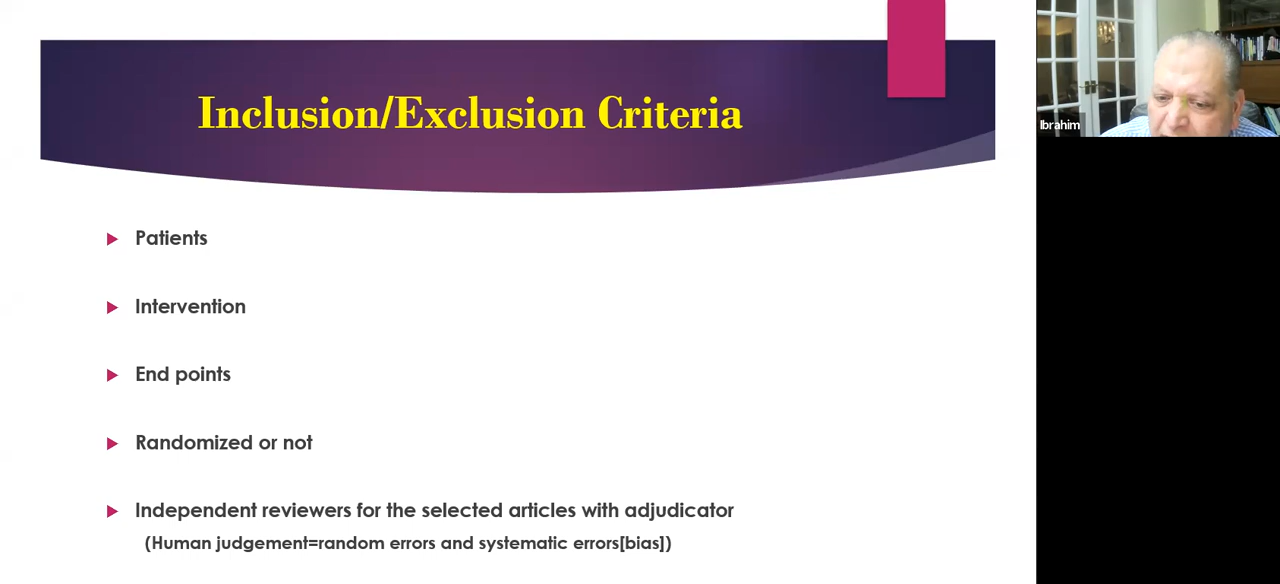 Inclusion/Exclusion Criteria
Ibrahim
Patients
Intervention
End points
Randomized or not
Independent reviewers for the selected articles with adjudicator
(Human judgement=random errors and systematic errors[bias])